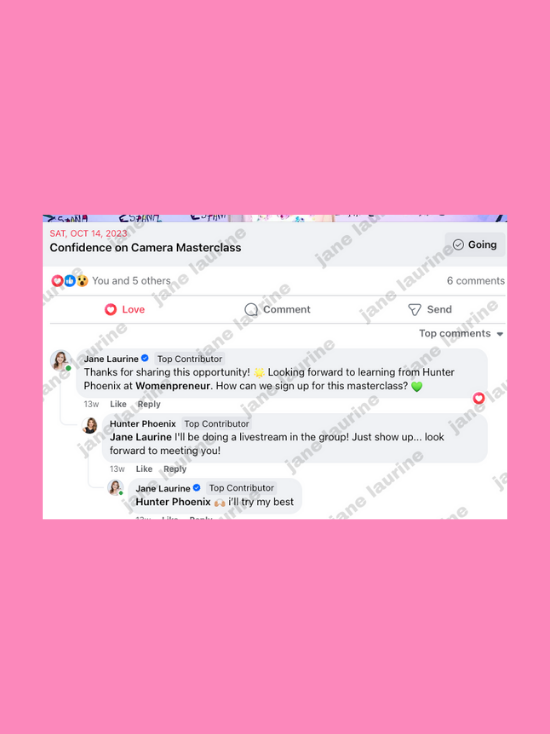 SAT, OCT 14, 2023
Confidence on Camera Masterclass
Going
You and 5 others
6 comments
Love
Comment
Send
Top comments
Jane Laurine Top Contributor
Thanks for sharing this opportunity! 🌟 Looking forward to learning from Hunter
Phoenix at Womenpreneur. How can we sign up for this masterclass? 💚
13w Like Reply
Hunter Phoenix Top Contributor
Jane Laurine I'll be doing a livestream in the group! Just show up... look
forward to meeting you!
13w Like Reply
Jane Laurine Top Contributor
Hunter Phoenix 🙌🏻 i'll try my best
13w Like Reply
jane laurine
jane laurine
jane laurine
jane laurine
jane laurine
jane laurine
jane laurine
jane laurine
jane laurine